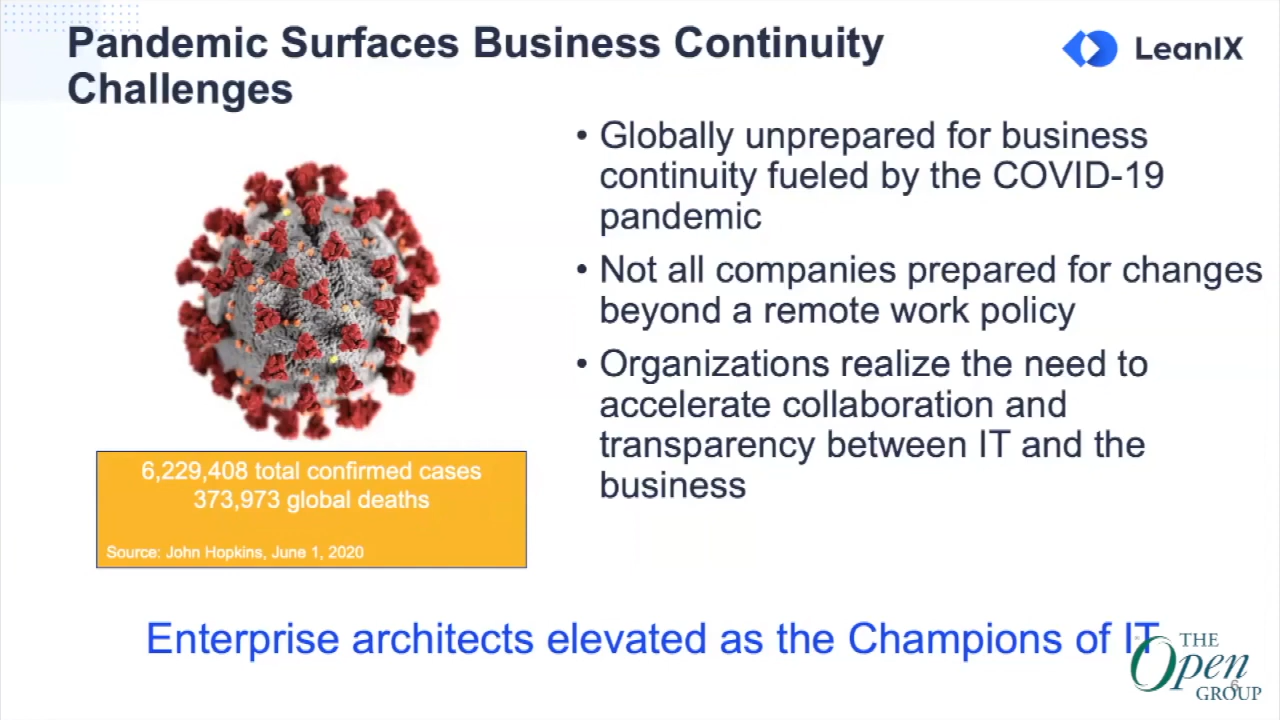 Pandemic Surfaces Business Continuity
Challenges
LeanIX
• Globally unprepared for business
continuity fueled by the COVID-19
pandemic
• Not all companies prepared for changes
beyond a remote work policy
• Organizations realize the need to
accelerate collaboration and
transparency between IT and the
business
6,229,408 total confirmed cases
373,973 global deaths
Source: John Hopkins, June 1, 2020
Enterprise architects elevated as the Champions of IT
THE
Open
GROUP
6